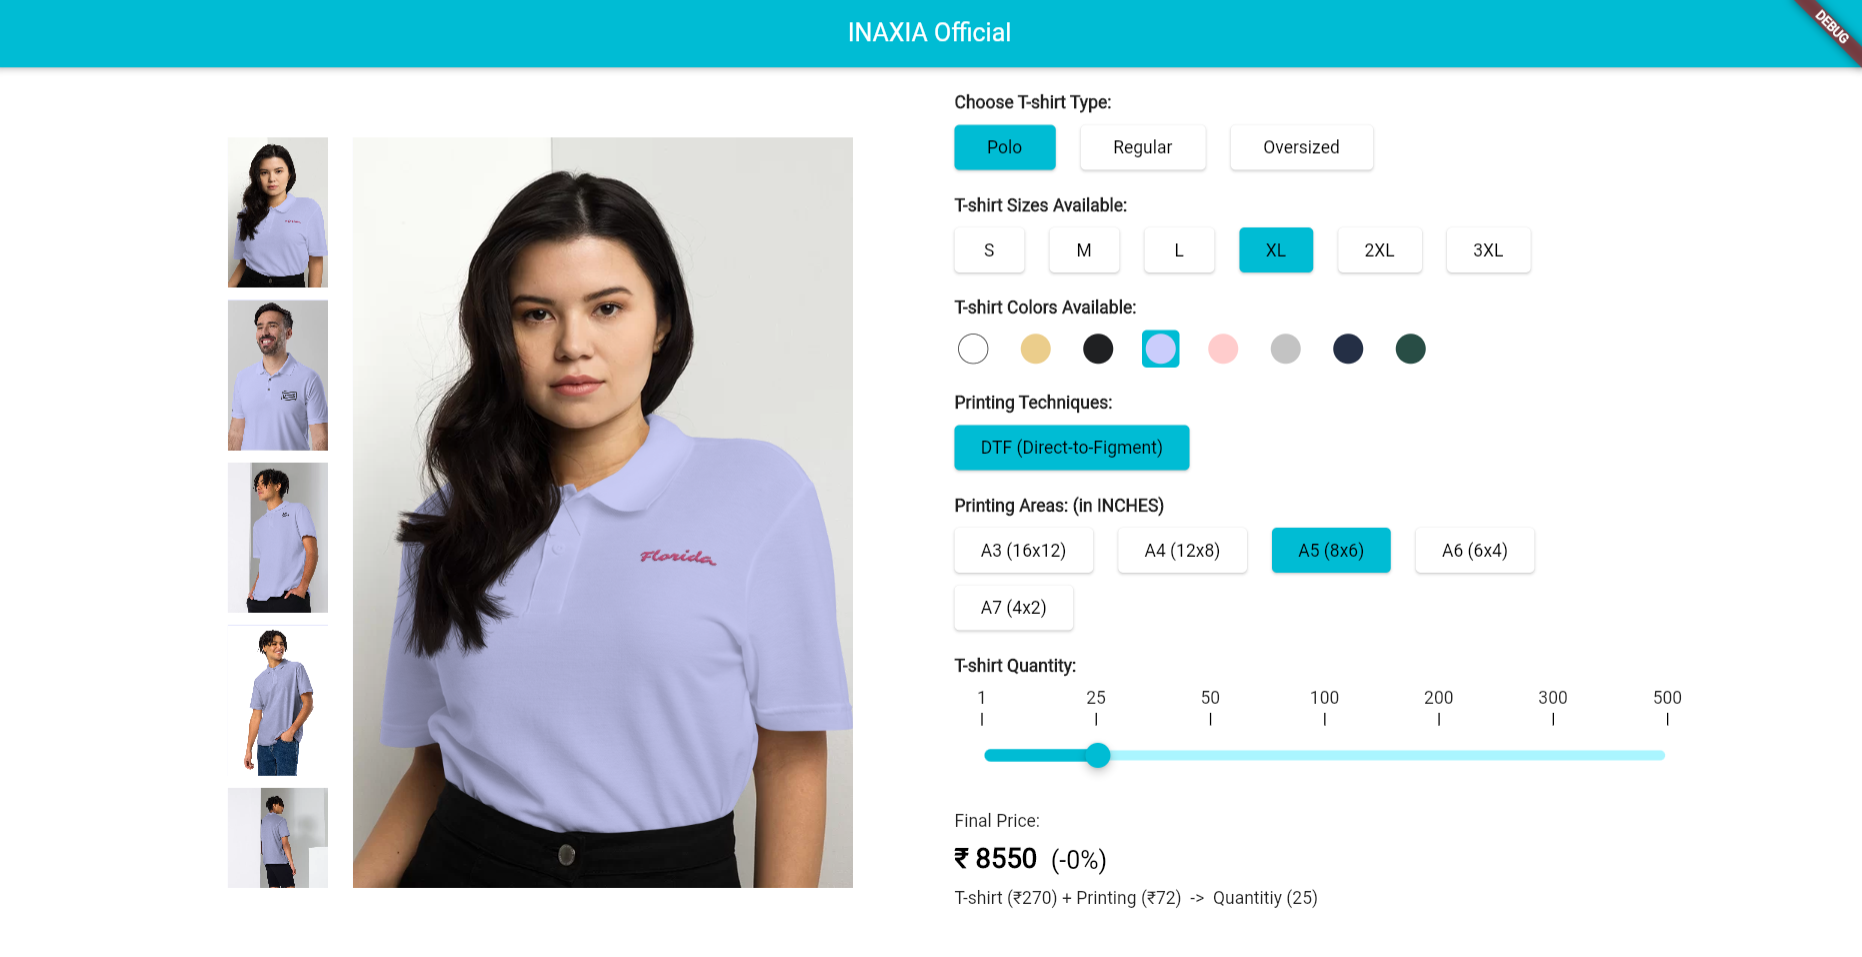 INAXIA Official
DEBUG
Choose T-shirt Type:
Polo Regular Oversized
T-shirt Sizes Available:
S M L XL 2XL 3XL
T-shirt Colors Available:
Printing Techniques:
DTF (Direct-to-Figment)
Printing Areas: (in INCHES)
A3 (16x12) A4 (12x8) A5 (8x6) A6 (6x4)
A7 (4x2)
T-shirt Quantity:
1 25 50 100 200 300 500
Final Price:
₹ 8550 (-0%)
T-shirt (₹270) + Printing (₹72) -> Quantitiy (25)
Florida